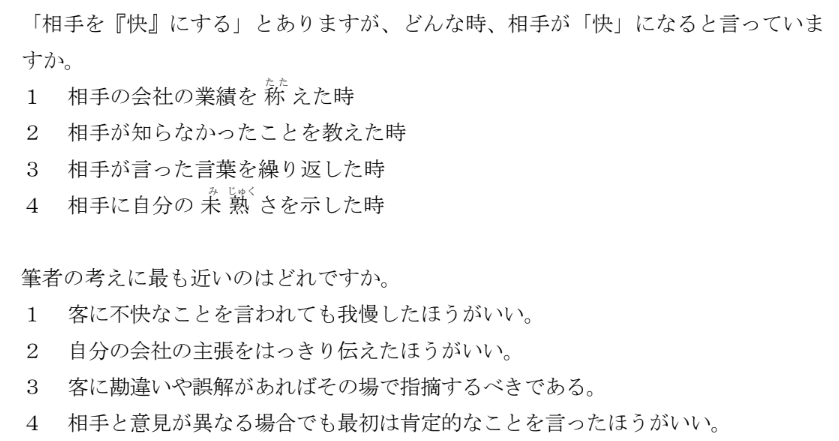 「相手を『快』にする」とありますが、どんな時、相手が「快」になると言っていま
すか。
1 相手の会社の業績を称えた時
2 相手が知らなかったことを教えた時
3 相手が言った言葉を繰り返した時
4 相手に自分の未熟さを示した時
筆者の考えに最も近いのはどれですか。
1 客に不快なことを言われても我慢したほうがいい。
2 自分の会社の主張をはっきり伝えたほうがいい。
3 客に勘違いや誤解があればその場で指摘するべきである。
4 相手と意見が異なる場合でも最初は肯定的なことを言ったほうがいい。